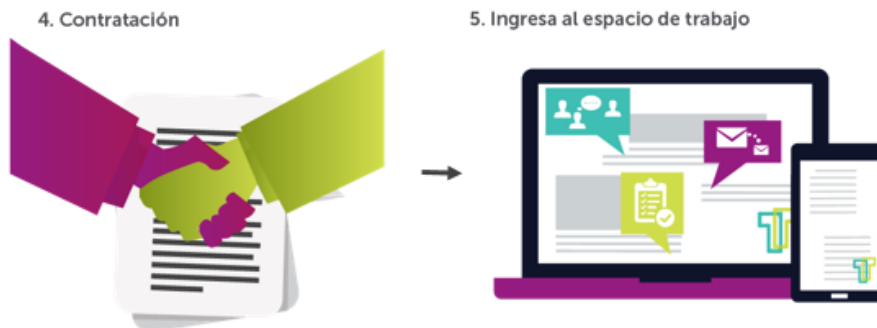 4. Contratación
5. Ingresa al espacio de trabajo